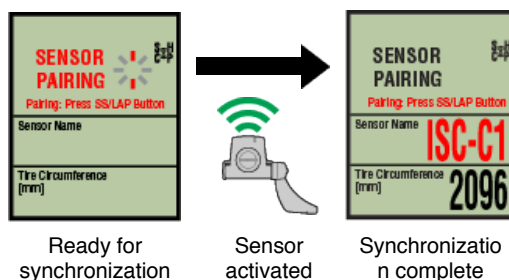 SENSOR
PAIRING
Pairing: Press SS/LAP Button
Sensor Name
Tire Circumference
[mm]
Ready for
synchronization
Sensor
activated
SENSOR
PAIRING
Pairing: Press SS/LAP Button
Sensor Name ISC-C1
Tire Circumference
[mm] 2096
Synchronizatio
n complete